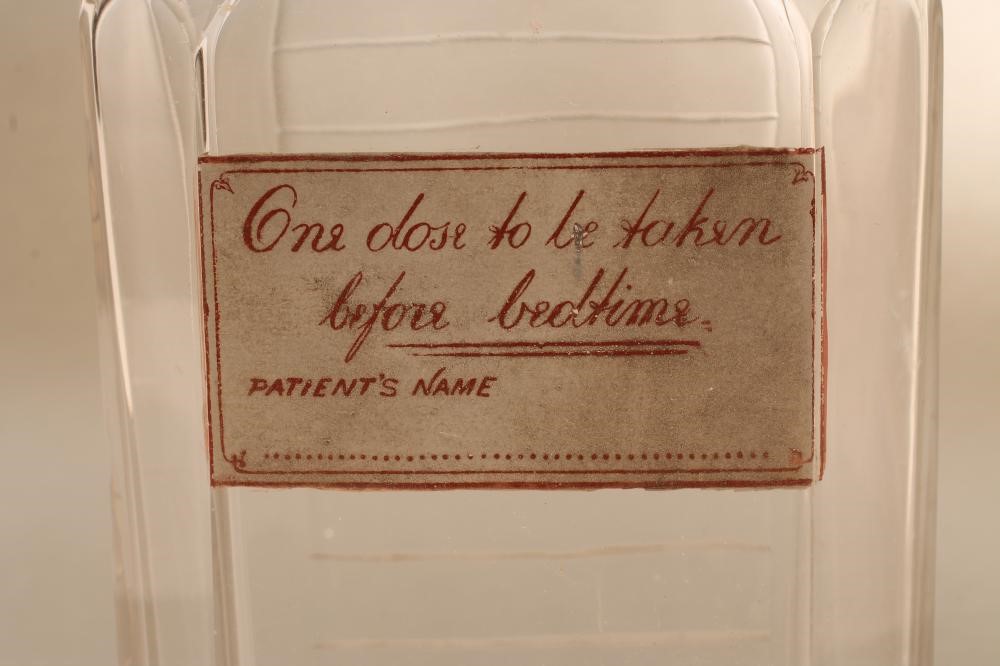 One dose to be taken
before bedtime.
PATIENT'S NAME